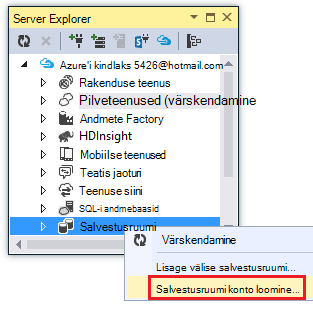 Server Explorer
Azure'i kindlaks 5426@hotmail.com
Rakenduse teenus
Pilveteenused (värskendamine
Andmete Factory
HDInsight
Mobiilse teenused
Teatis jaoturi
Teenuse siini
SQL-i andmebaasid
Salvestusruumi
Värskendamine
Lisage välise salvestusruumi...
Salvestusruumi konto loomine...